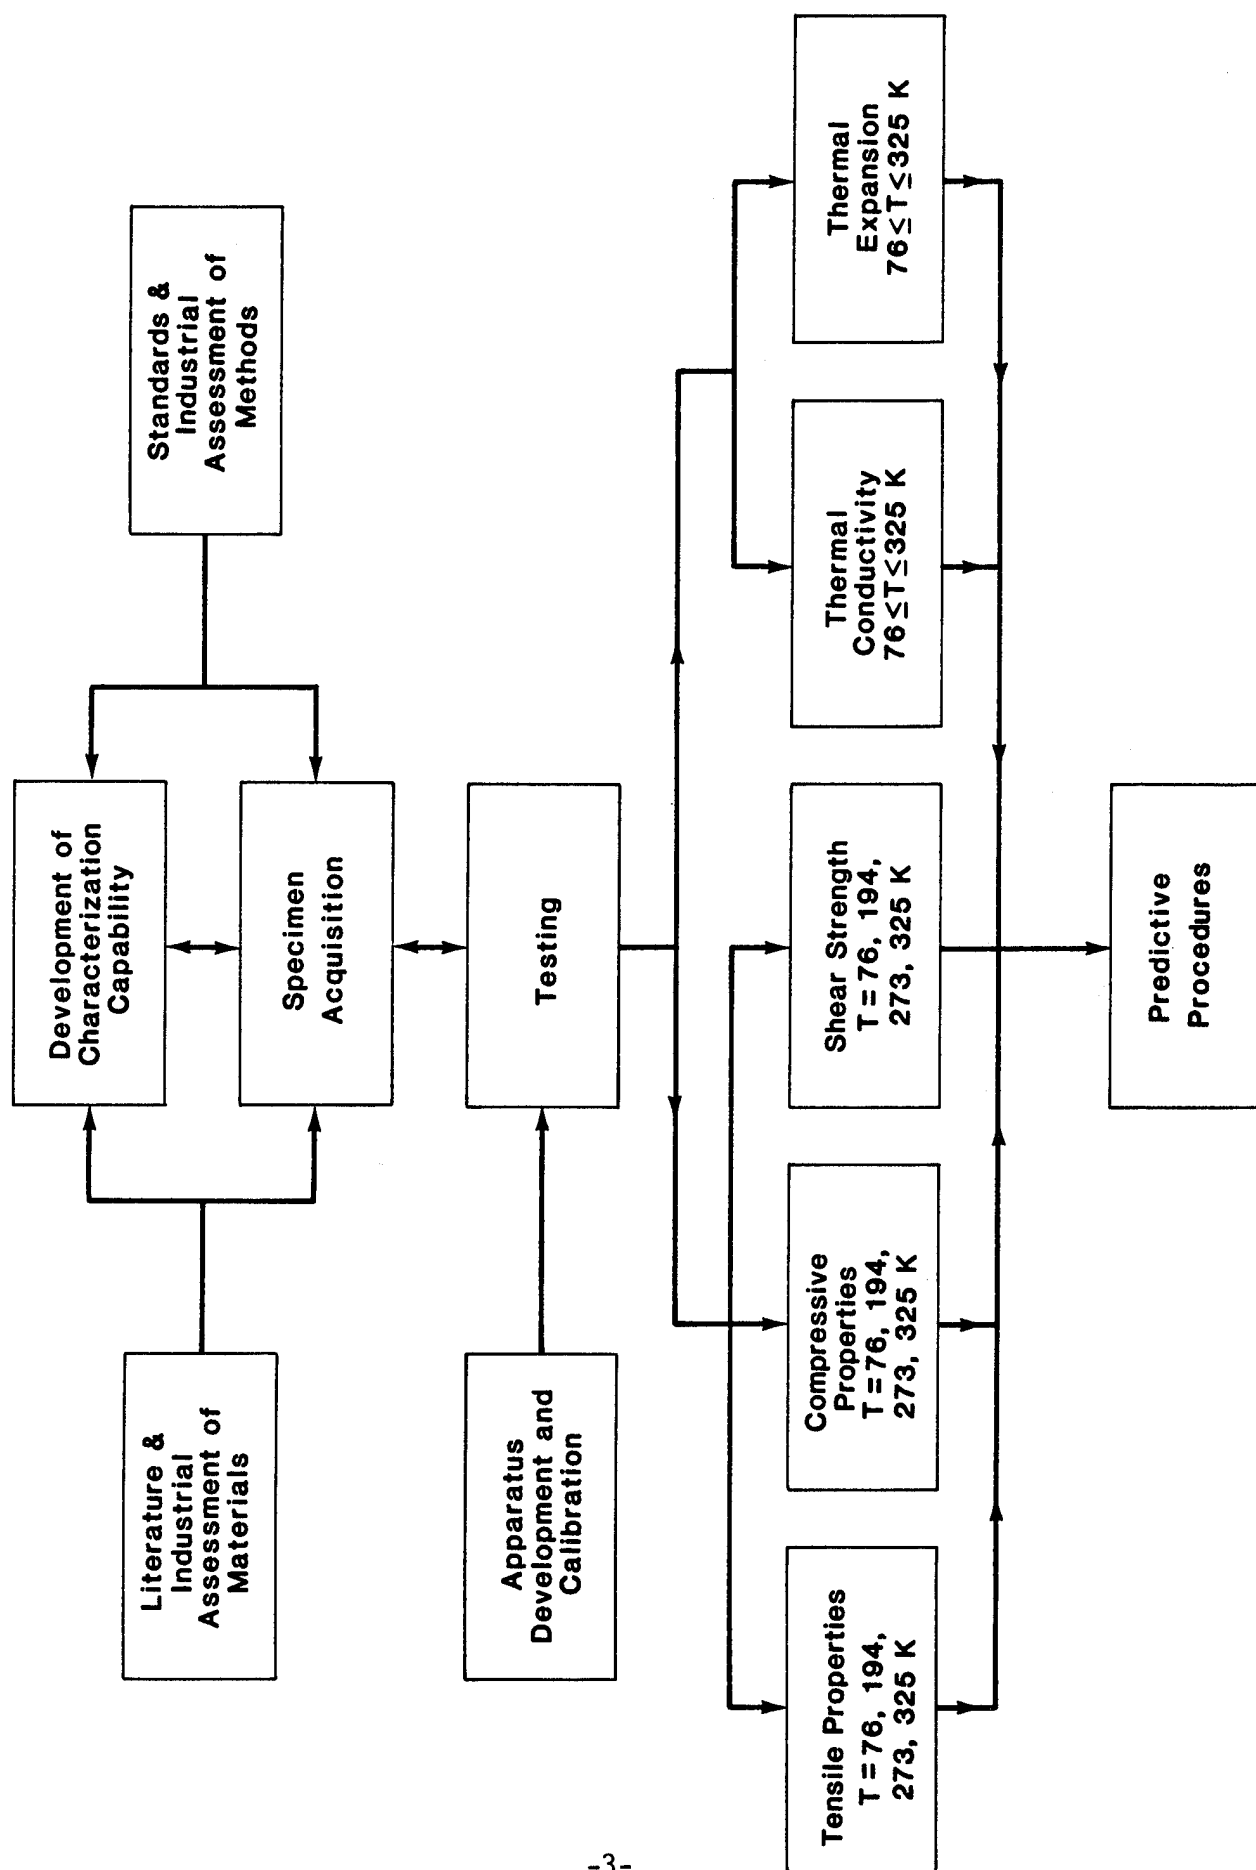 Development of
Characterization
Capability
Literature &
Industrial
Assessment of
Materials
Standards &
Industrial
Assessment of
Methods
Specimen
Acquisition
Apparatus
Development and
Calibration
Testing
Tensile Properties
T = 76, 194,
273, 325 K
Compressive
Properties
T = 76, 194,
273, 325 K
Shear Strength
T = 76, 194,
273, 325 K
Thermal
Conductivity
76≤T≤325 K
Thermal
Expansion
76≤T≤325 K
Predictive
Procedures
-3-